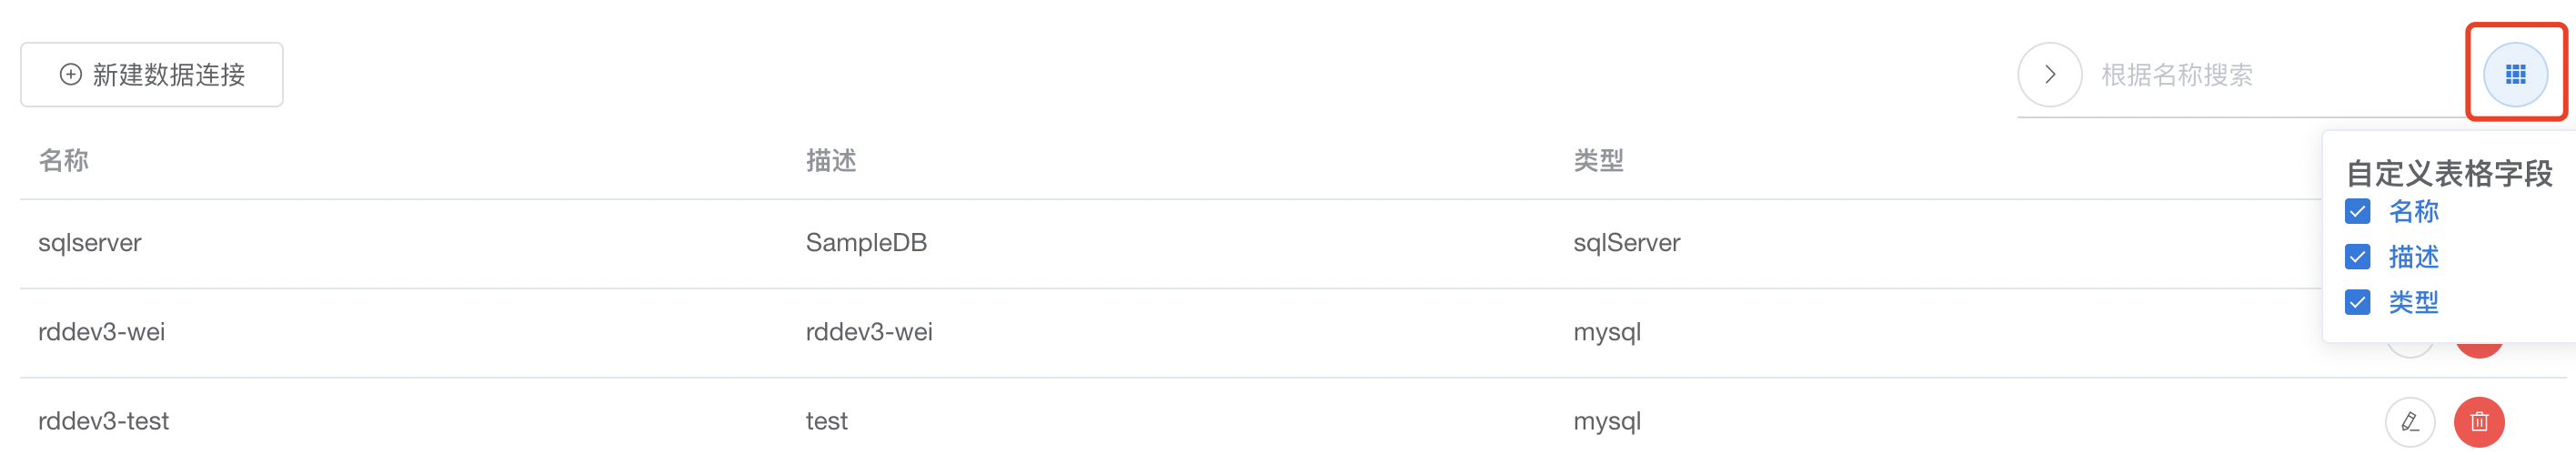 新建数据连接
根据名称搜索
名称 描述 类型
自定义表格字段
名称
描述
类型
sqlserver SampleDB sqlServer
rddev3-wei rddev3-wei mysql
rddev3-test test mysql